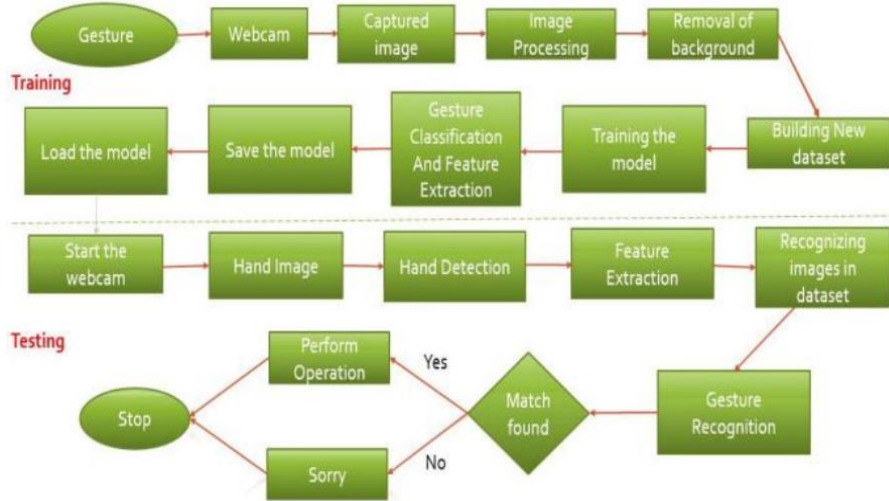 Gesture
Webcam
Captured
image
Image
Processing
Removal of
background
Training
Load the model
Save the model
Gesture
Classification
And Feature
Extraction
Training the
model
Building New
dataset
Start the
webcam
Hand Image
Hand Detection
Feature
Extraction
Recognizing
images in
dataset
Testing
Perform
Operation
Yes
Stop
Match
found
Gesture
Recognition
No
Sorry